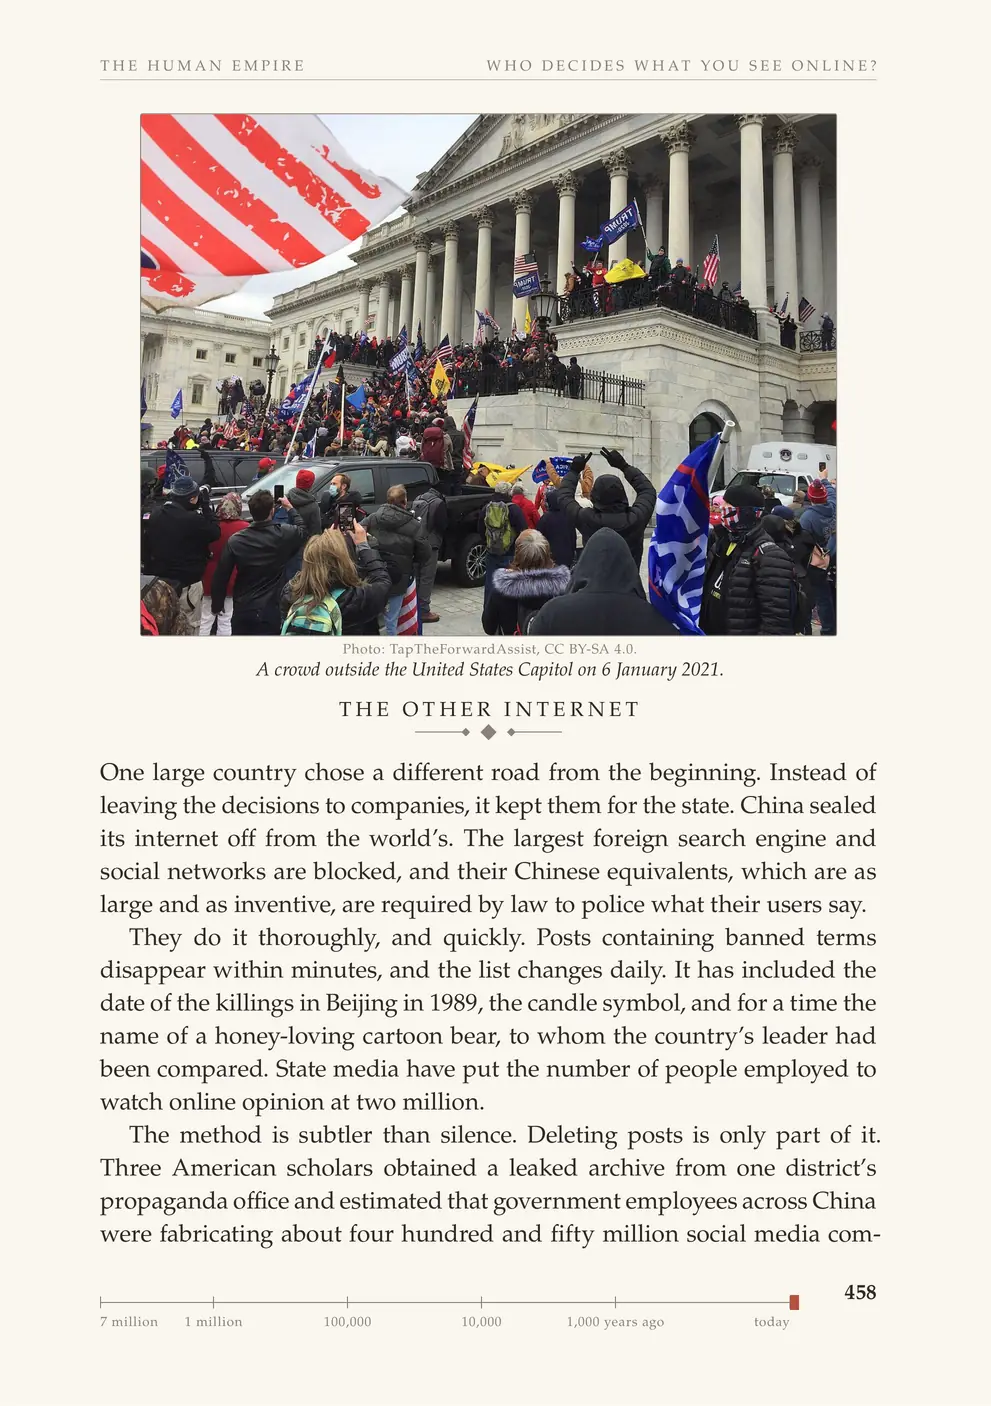 THE HUMAN EMPIRE
WHO DECIDES WHAT YOU SEE ONLINE?
TRUMP
TRUMP
Photo: TapTheForwardAssist, CC BY-SA 4.0.
A crowd outside the United States Capitol on 6 January 2021.
THE OTHER INTERNET
One large country chose a different road from the beginning. Instead of
leaving the decisions to companies, it kept them for the state. China sealed
its internet off from the world’s. The largest foreign search engine and
social networks are blocked, and their Chinese equivalents, which are as
large and as inventive, are required by law to police what their users say.
They do it thoroughly, and quickly. Posts containing banned terms
disappear within minutes, and the list changes daily. It has included the
date of the killings in Beijing in 1989, the candle symbol, and for a time the
name of a honey-loving cartoon bear, to whom the country’s leader had
been compared. State media have put the number of people employed to
watch online opinion at two million.
The method is subtler than silence. Deleting posts is only part of it.
Three American scholars obtained a leaked archive from one district’s
propaganda office and estimated that government employees across China
were fabricating about four hundred and fifty million social media com-
458
7 million
1 million
100,000
10,000
1,000 years ago
today